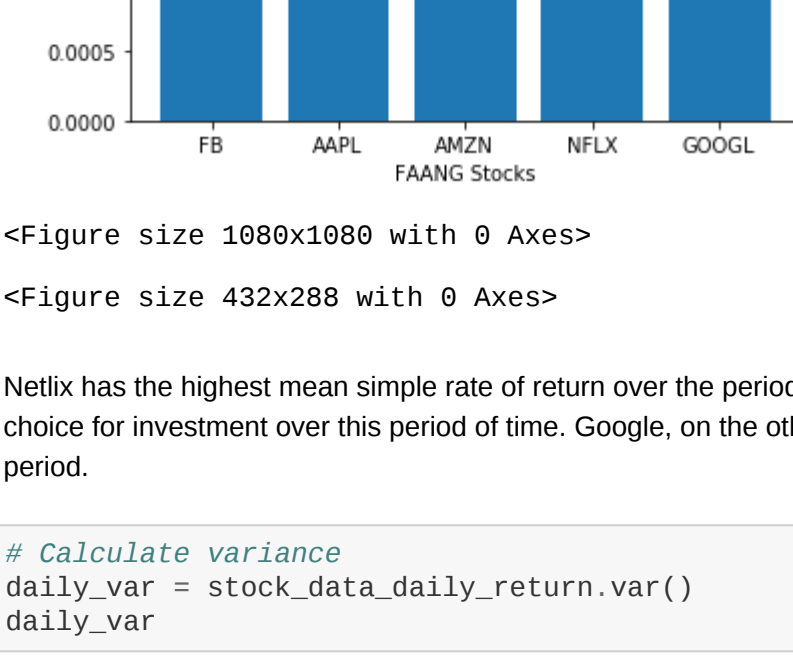 0.0005
0.0000
FB AAPL AMZN NFLX GOOGL
FAANG Stocks
<Figure size 1080x1080 with 0 Axes>
<Figure size 432x288 with 0 Axes>
Netlix has the highest mean simple rate of return over the period
choice for investment over this period of time. Google, on the
period.
# Calculate variance
daily_var = stock_data_daily_return.var()
daily_var